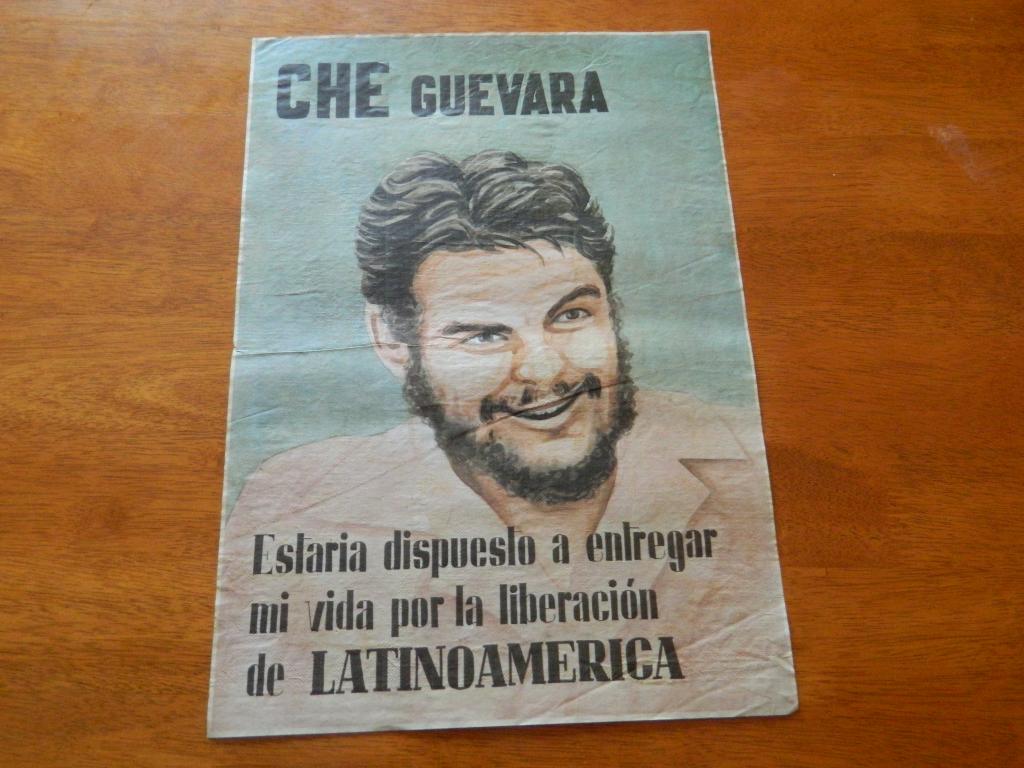 CHE GUEVARA
Estaria dispuesto a entregar
mi vida por la liberación
de LATINOAMERICA